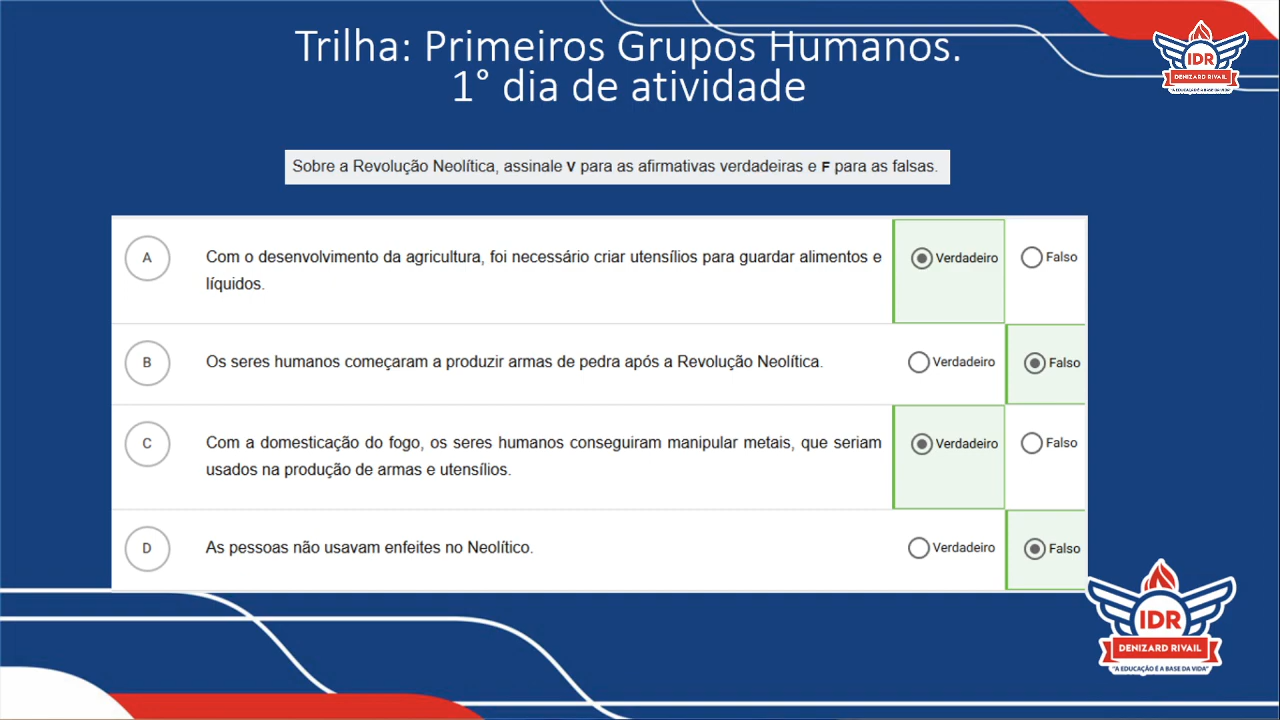 Trilha: Primeiros Grupos Humanos.
1° dia de atividade
IDR
DENIZARD RIVAIL
"A EDUCAÇÃO É A BASE DA VIDA"
Sobre a Revolução Neolítica, assinale V para as afirmativas verdadeiras e F para as falsas.
A
Com o desenvolvimento da agricultura, foi necessário criar utensílios para guardar alimentos e
líquidos.
Verdadeiro
Falso
B
Os seres humanos começaram a produzir armas de pedra após a Revolução Neolítica.
Verdadeiro
Falso
C
Com a domesticação do fogo, os seres humanos conseguiram manipular metais, que seriam
usados na produção de armas e utensílios.
Verdadeiro
Falso
D
As pessoas não usavam enfeites no Neolítico.
Verdadeiro
Falso
IDR
DENIZARD RIVAIL
"A EDUCAÇÃO É A BASE DA VIDA"